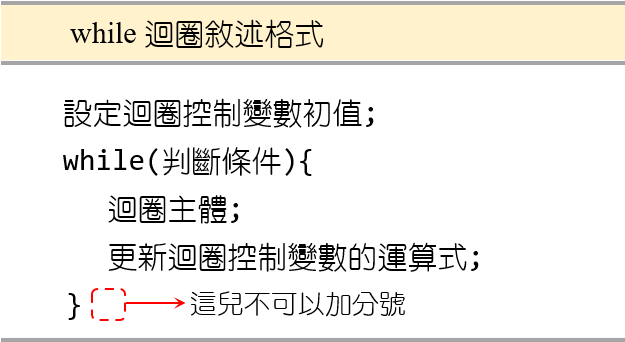 while 迴圈敘述格式
設定迴圈控制變數初值;
while(判斷條件){
迴圈主體;
更新迴圈控制變數的運算式;
} 這兒不可以加分號